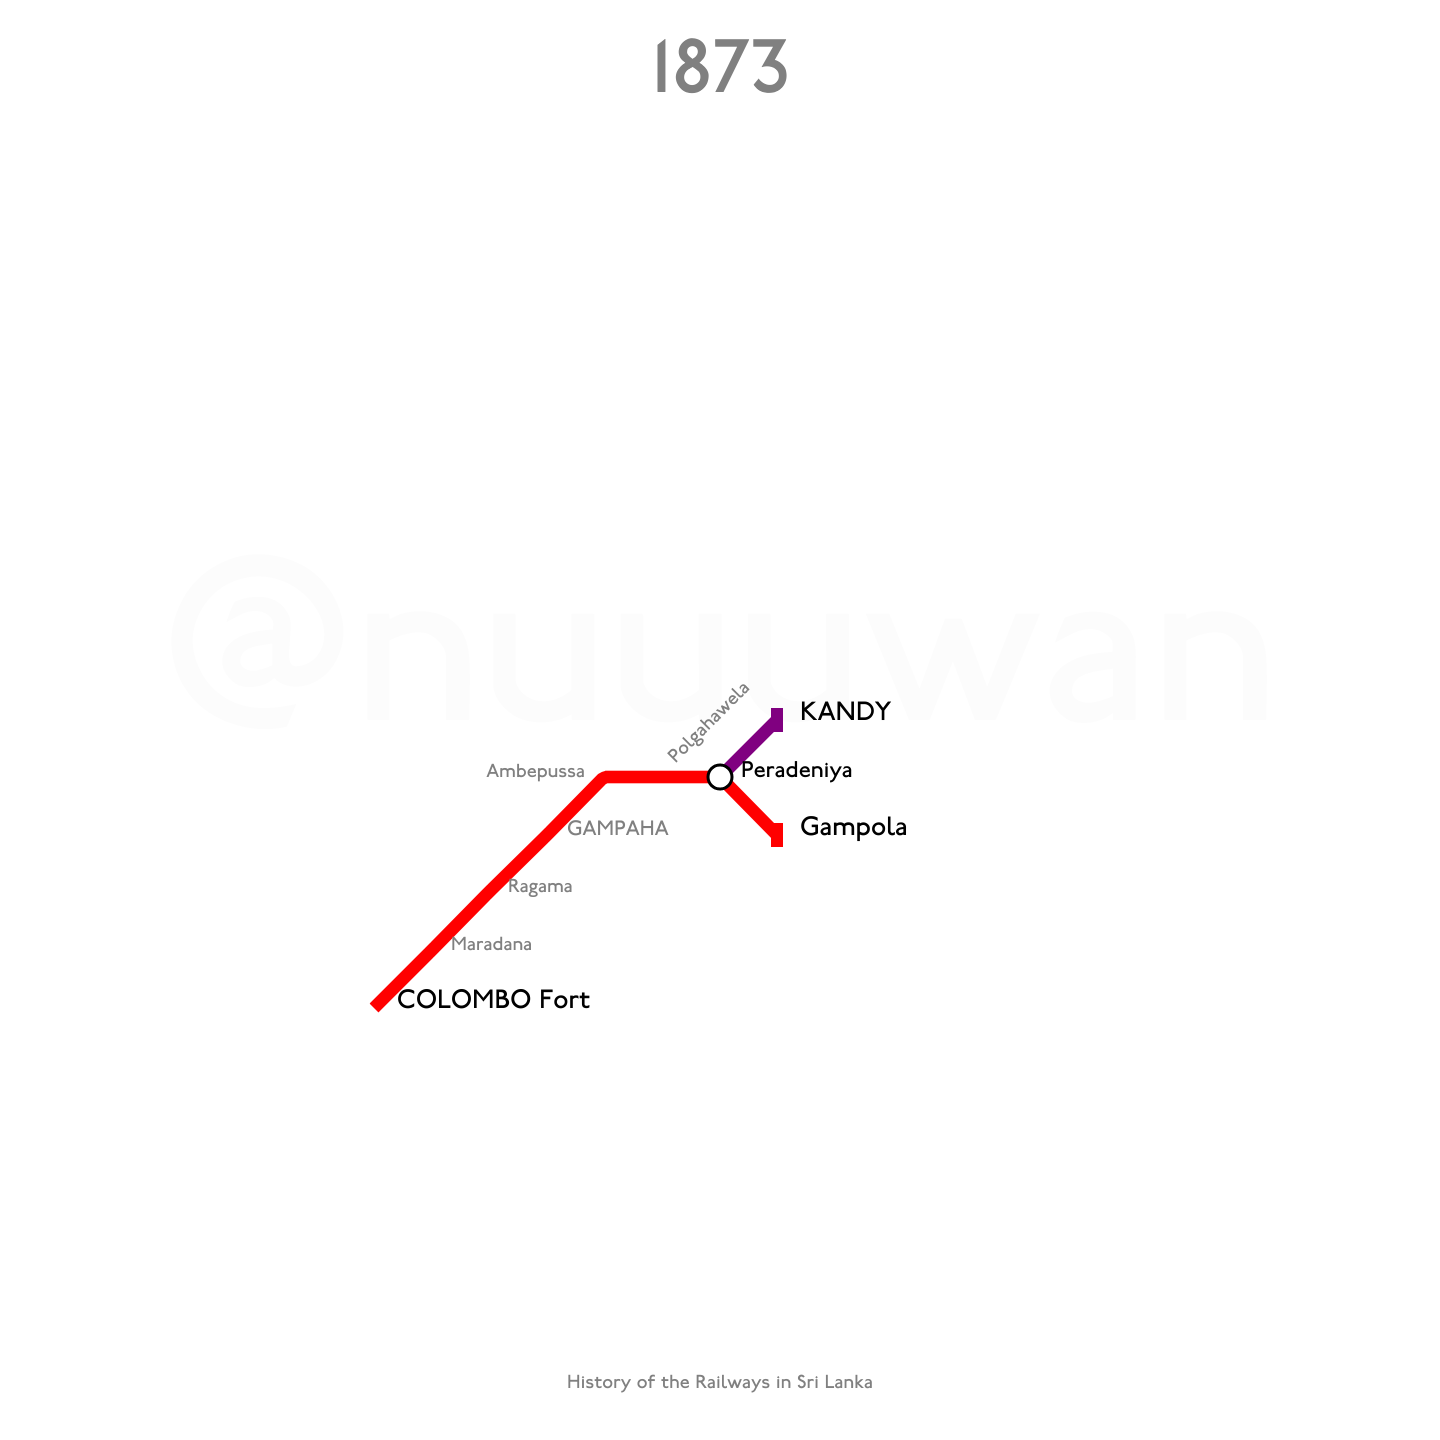 1873
@nuuuwan
Polgahawela
KANDY
Ambepussa
Peradeniya
GAMPAHA
Gampola
Ragama
Maradana
COLOMBO Fort
History of the Railways in Sri Lanka